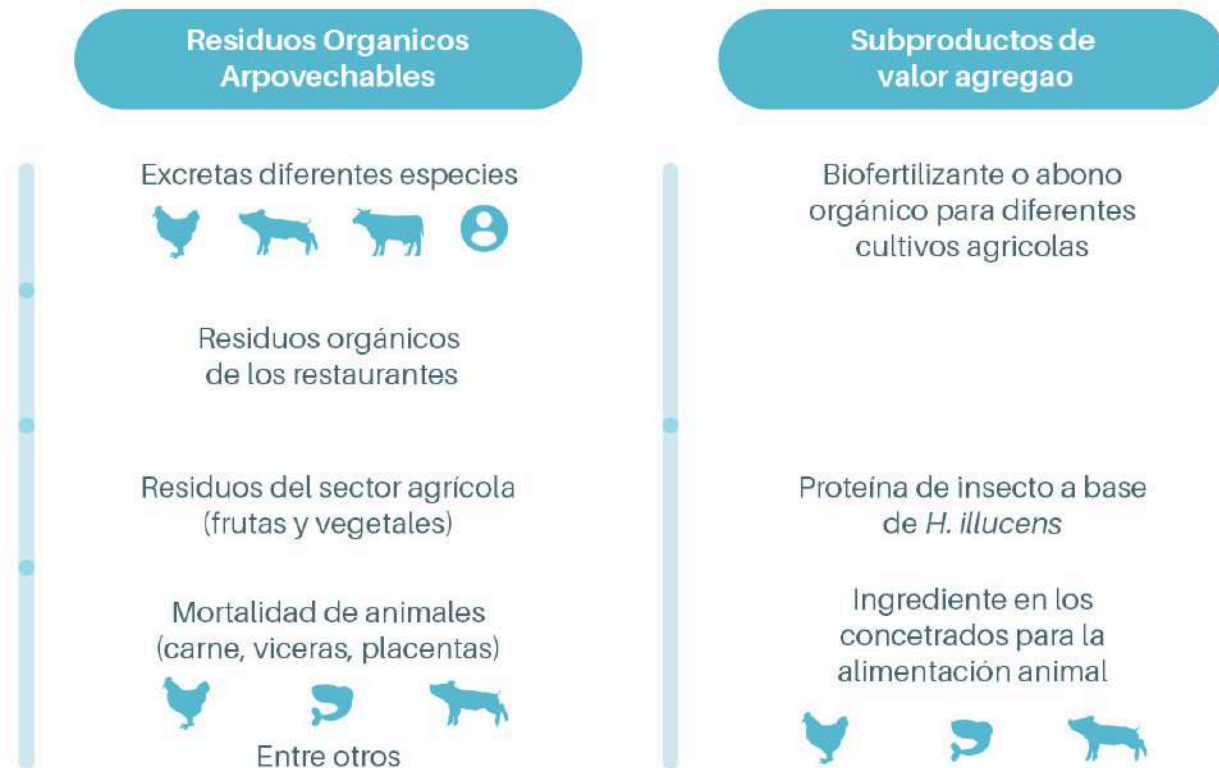 Residuos Organicos
Arpovechables
Excretas diferentes especies
Residuos orgánicos
de los restaurantes
Residuos del sector agrícola
(frutas y vegetales)
Mortalidad de animales
(carne, viceras, placentas)
Entre otros
Subproductos de
valor agregao
Biofertilizante o abono
orgánico para diferentes
cultivos agricolas
Proteína de insecto a base
de H. illucens
Ingrediente en los
concetrados para la
alimentación animal